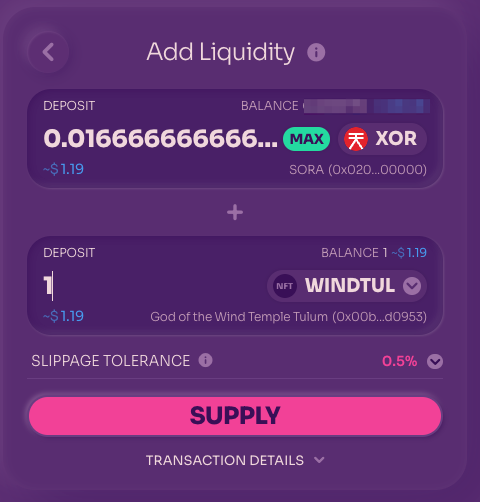 Add Liquidity
DEPOSIT BALANCE
0.016666666666... MAX XOR
~$1.19 SORA (0x020...00000)
+
DEPOSIT BALANCE 1 ~$1.19
1 NFT WINDTUL
~$1.19 God of the Wind Temple Tulum (0x00b...d0953)
SLIPPAGE TOLERANCE 0.5%
SUPPLY
TRANSACTION DETAILS